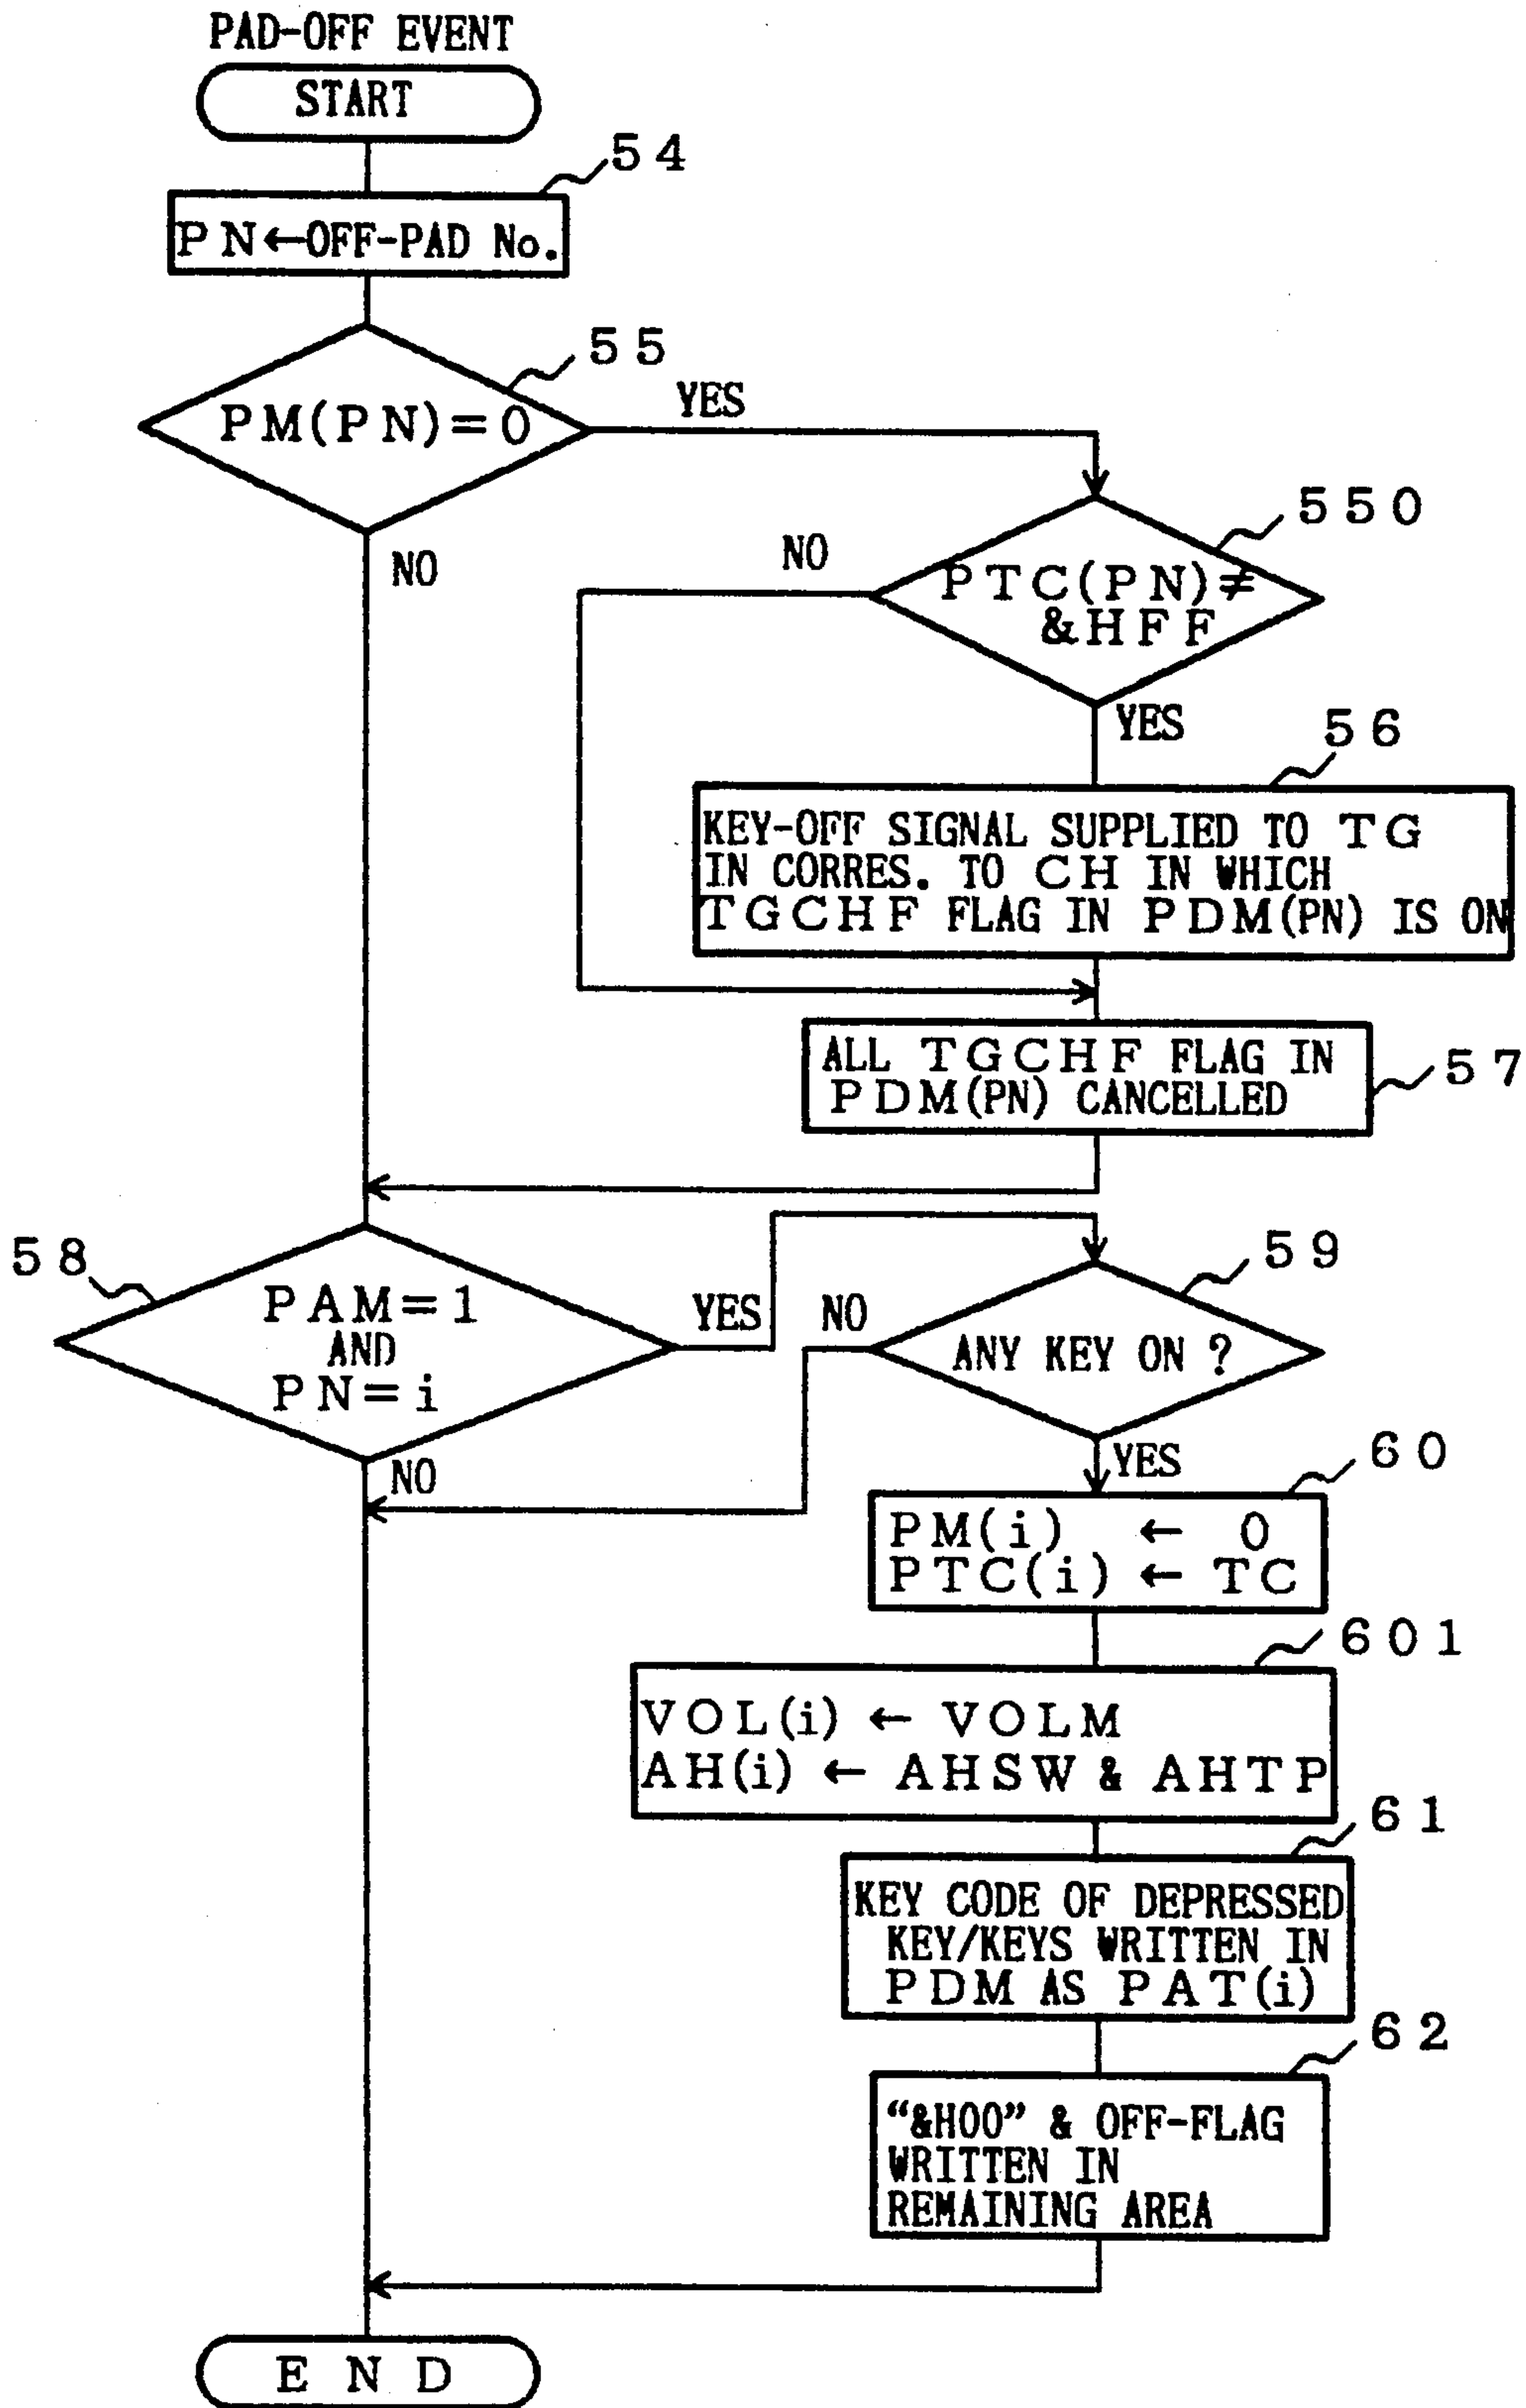 PAD-OFF EVENT
START
54
PN←OFF-PAD No.
55
PM(PN)=0
YES
NO
550
NO
PTC(PN)≠
&HFF
YES
56
KEY-OFF SIGNAL SUPPLIED TO TG
IN CORRES. TO CH IN WHICH
TGCHF FLAG IN PDM(PN) IS ON
ALL TGCHF FLAG IN
PDM(PN) CANCELLED
57
58
PAM=1
AND
PN=i
YES
NO
59
NO
ANY KEY ON ?
YES
60
PM(i) ← 0
PTC(i) ← TC
601
VOL(i) ← VOLM
AH(i) ← AHSW & AHTP
61
KEY CODE OF DEPRESSED
KEY/KEYS WRITTEN IN
PDM AS PAT(i)
62
“&H00” & OFF-FLAG
WRITTEN IN
REMAINING AREA
END